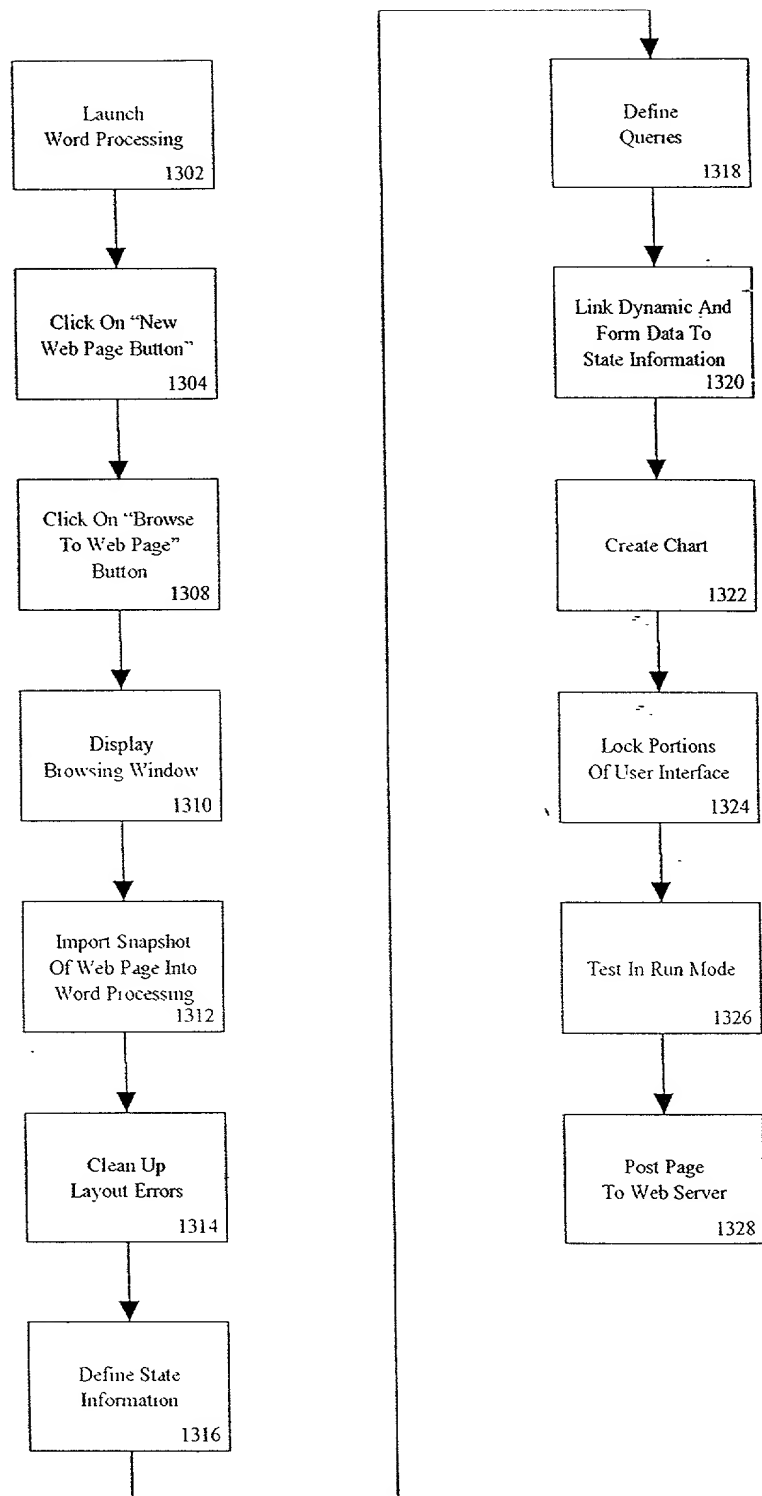 Launch
Word Processing
1302
Click On “New
Web Page Button”
1304
Click On “Browse
To Web Page”
Button
1308
Display
Browsing Window
1310
Import Snapshot
Of Web Page Into
Word Processing
1312
Clean Up
Layout Errors
1314
Define State
Information
1316
Define
Queries
1318
Link Dynamic And
Form Data To
State Information
1320
Create Chart
1322
Lock Portions
Of User Interface
1324
Test In Run Mode
1326
Post Page
To Web Server
1328